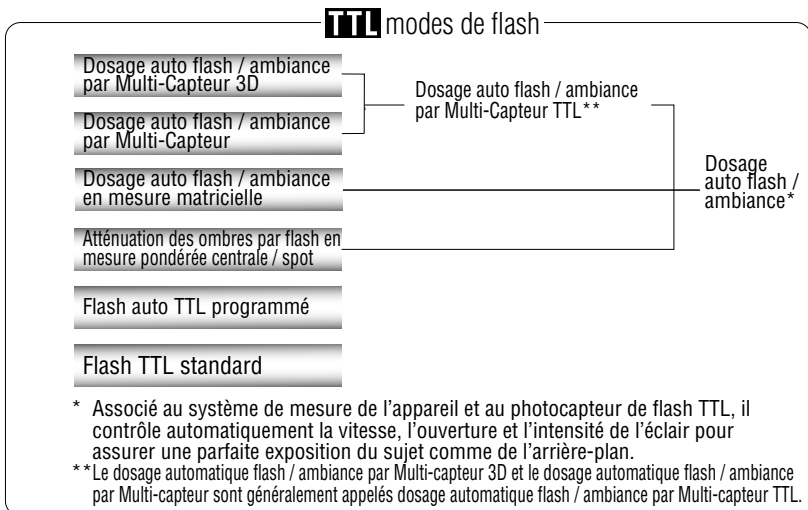 TTL modes de flash
Dosage auto flash / ambiance
par Multi-Capteur 3D
Dosage auto flash / ambiance
par Multi-Capteur
Dosage auto flash / ambiance
en mesure matricielle
Atténuation des ombres par flash en
mesure pondérée centrale / spot
Flash auto TTL programmé
Flash TTL standard
Dosage auto flash / ambiance
par Multi-Capteur TTL**
Dosage
auto flash /
ambiance*
* Associé au système de mesure de l’appareil et au photocapteur de flash TTL, il
contrôle automatiquement la vitesse, l’ouverture et l’intensité de l’éclair pour
assurer une parfaite exposition du sujet comme de l’arrière-plan.
**Le dosage automatique flash / ambiance par Multi-capteur 3D et le dosage automatique flash / ambiance
par Multi-capteur sont généralement appelés dosage automatique flash / ambiance par Multi-capteur TTL.